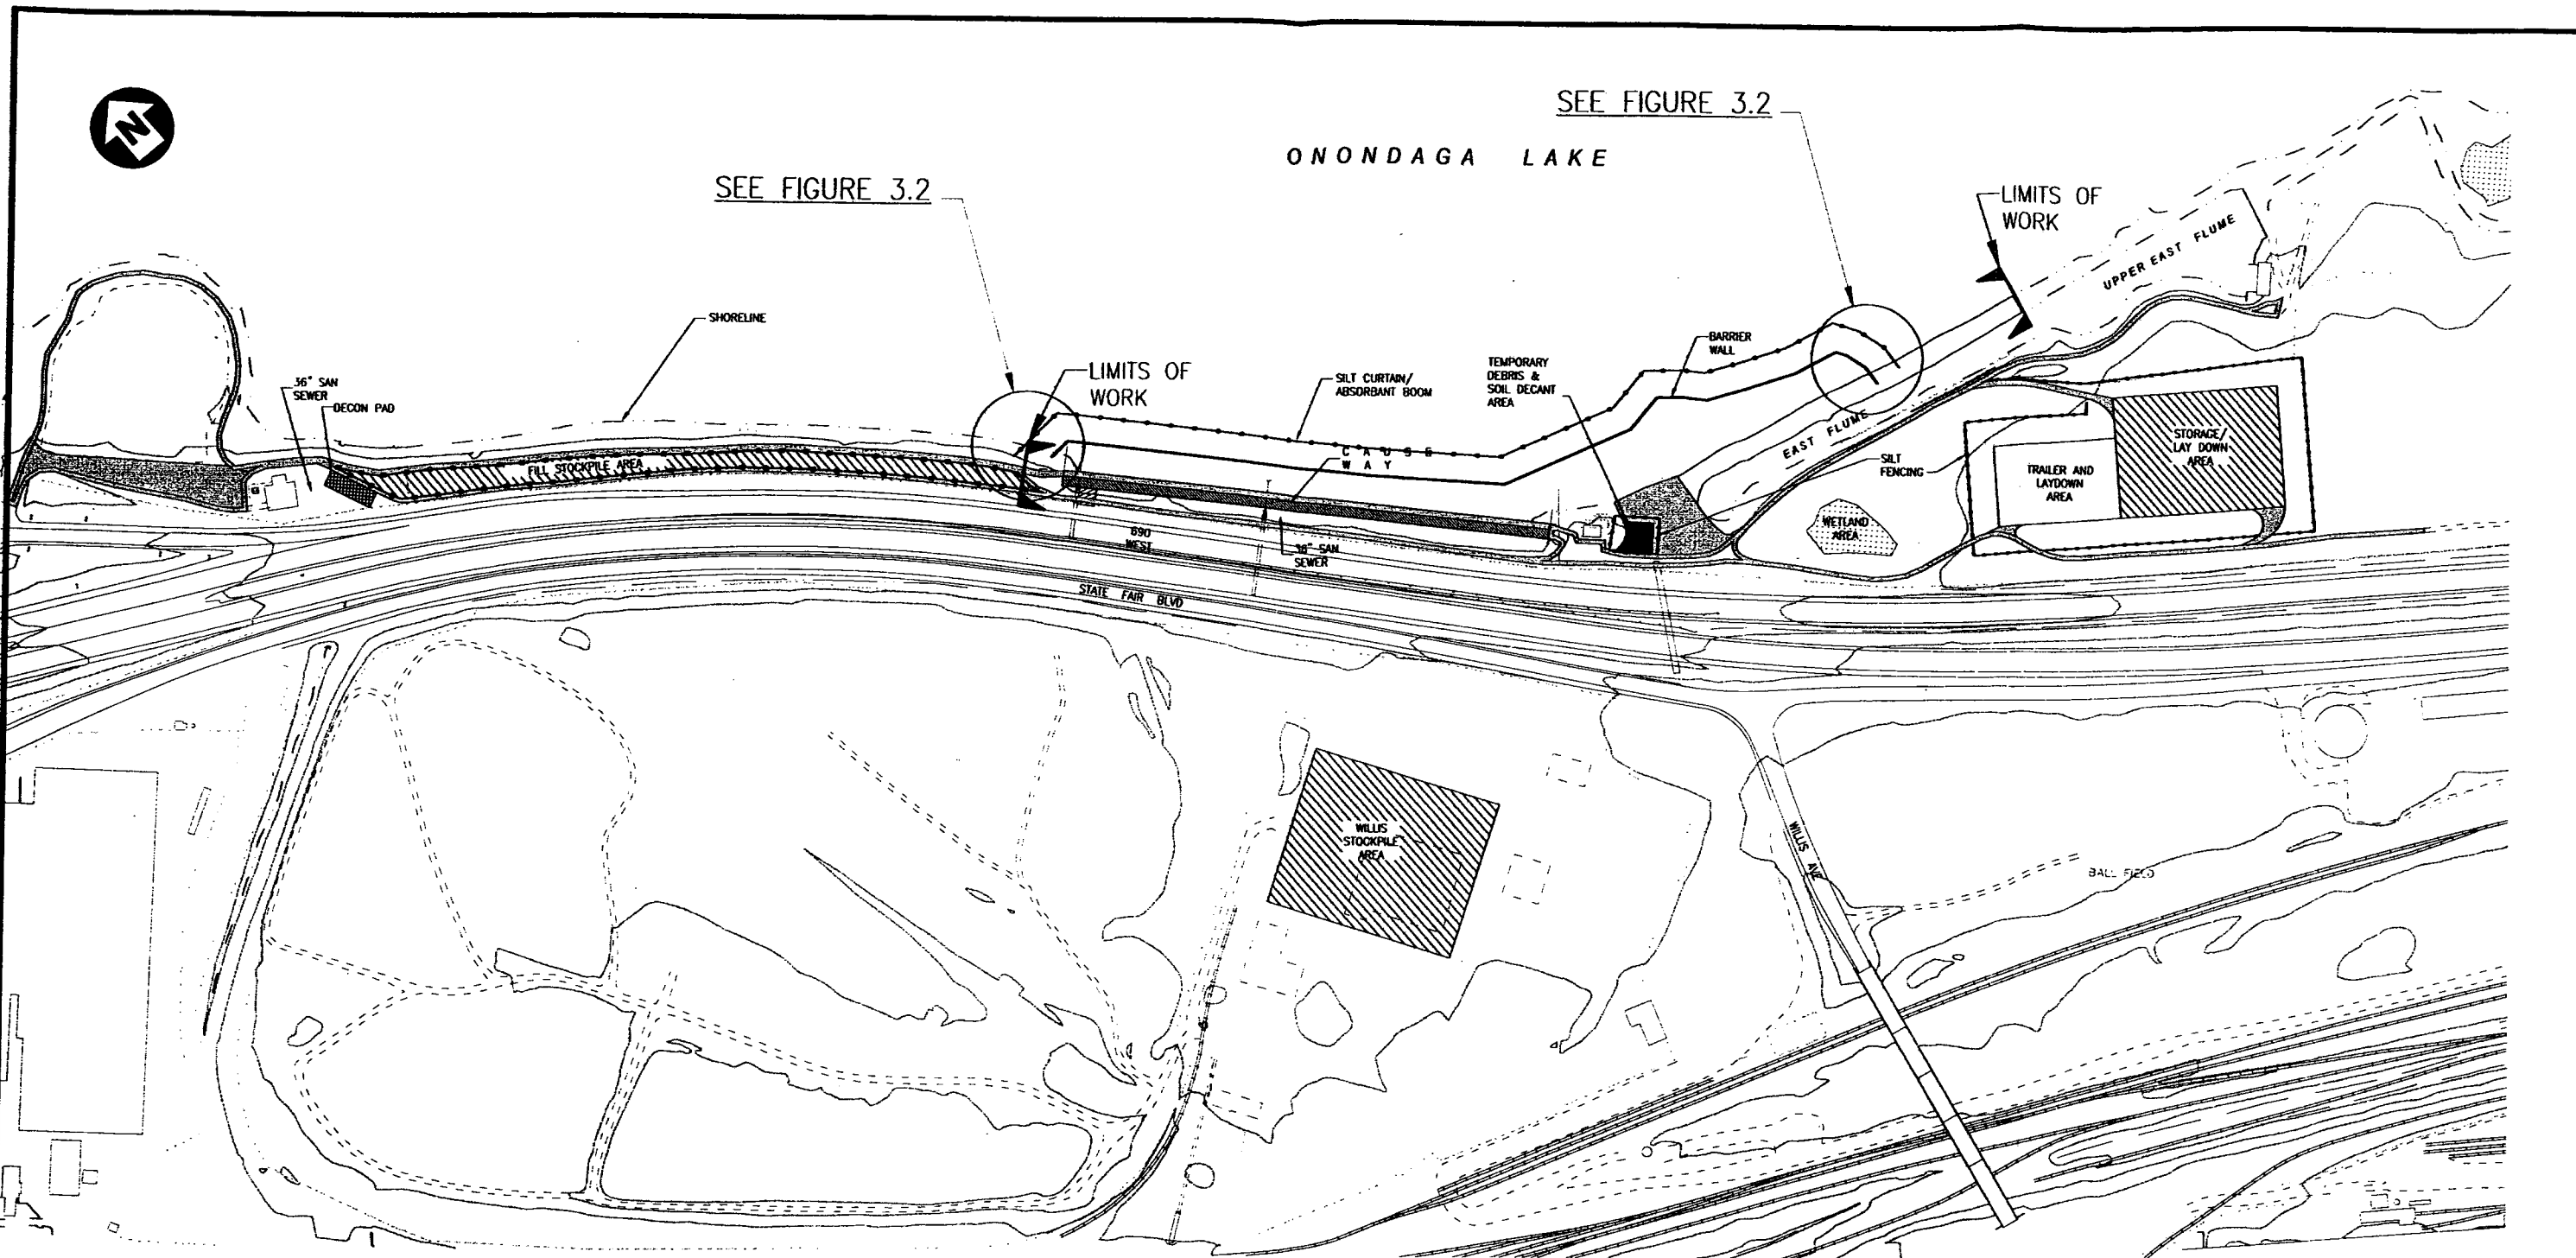 N
SEE FIGURE 3.2
ONONDAGA LAKE
SEE FIGURE 3.2
LIMITS OF
WORK
UPPER EAST FLUME
SHORELINE
LIMITS OF
WORK
36" SAN
SEWER
DECON PAD
SILT CURTAIN/
ABSORBANT BOOM
TEMPORARY
DEBRIS &
SOIL DECANT
AREA
BARRIER
WALL
EAST FLUME
FILL STOCKPILE AREA
CAUSE
WAY
SILT
FENCING
STORAGE/
LAY DOWN
AREA
TRAILER AND
LAYDOWN
AREA
WETLAND
AREA
690
WEST
SAN
SEWER
STATE FAIR BLVD
WILLIS
STOCKPILE
AREA
WILLIS AVE
BALL FIELD